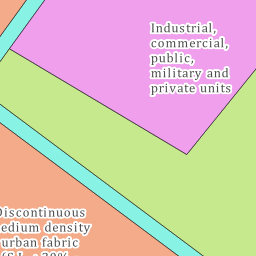 Industrial,
commercial,
public,
military and
private units
Discontinuous
edium density
urban fabric